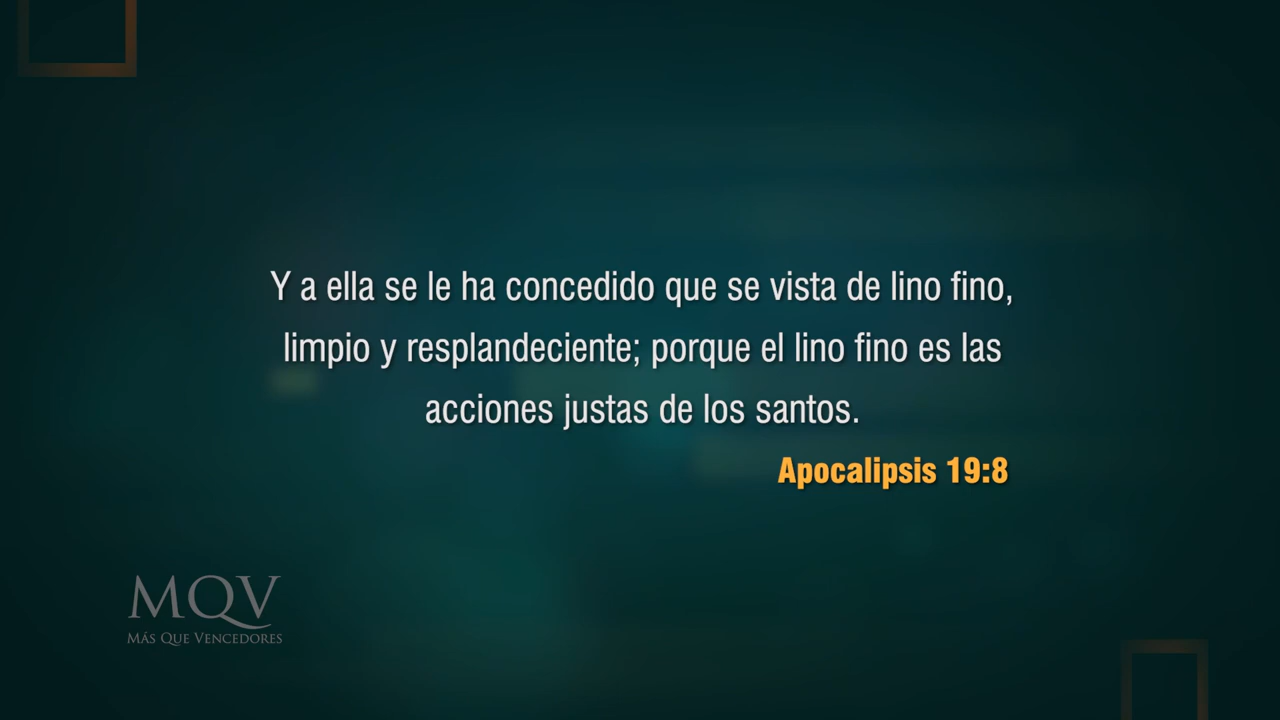 Y a ella se le ha concedido que se vista de lino fino,
limpio y resplandeciente; porque el lino fino es las
acciones justas de los santos.
Apocalipsis 19:8
MQV
MÁS QUE VENCEDORES